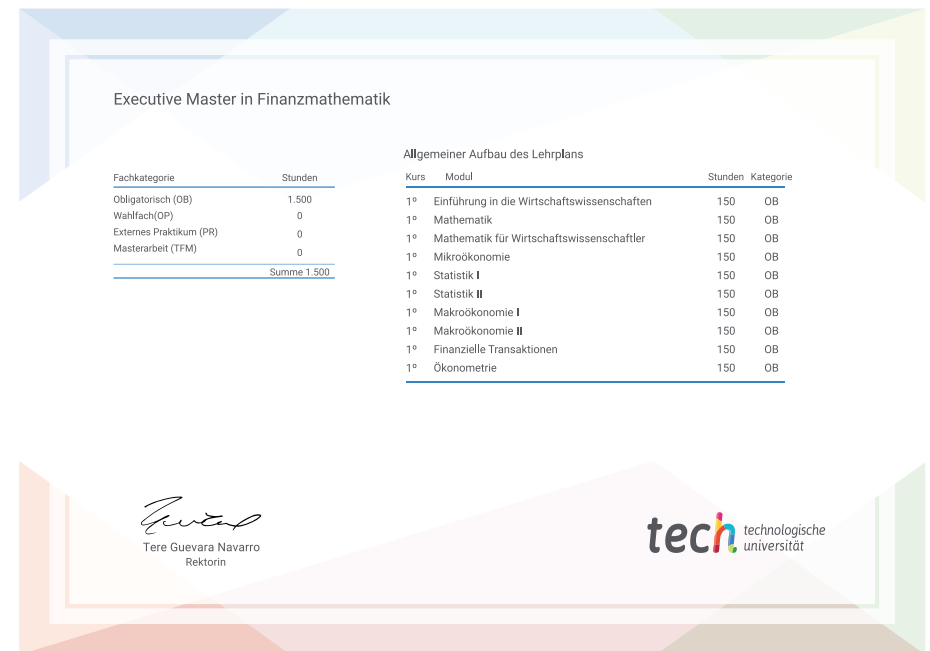 Executive Master in Finanzmathematik
Fachkategorie Stunden
Obligatorisch (OB) 1.500
Wahlfach(OP) 0
Externes Praktikum (PR) 0
Masterarbeit (TFM) 0
Summe 1.500
Allgemeiner Aufbau des Lehrplans
Kurs Modul Stunden Kategorie
1º Einführung in die Wirtschaftswissenschaften 150 OB
1º Mathematik 150 OB
1º Mathematik für Wirtschaftswissenschaftler 150 OB
1º Mikroökonomie 150 OB
1º Statistik I 150 OB
1º Statistik II 150 OB
1º Makroökonomie I 150 OB
1º Makroökonomie II 150 OB
1º Finanzielle Transaktionen 150 OB
1º Ökonometrie 150 OB
Tere Guevara Navarro
Rektorin
tech technologische
universität